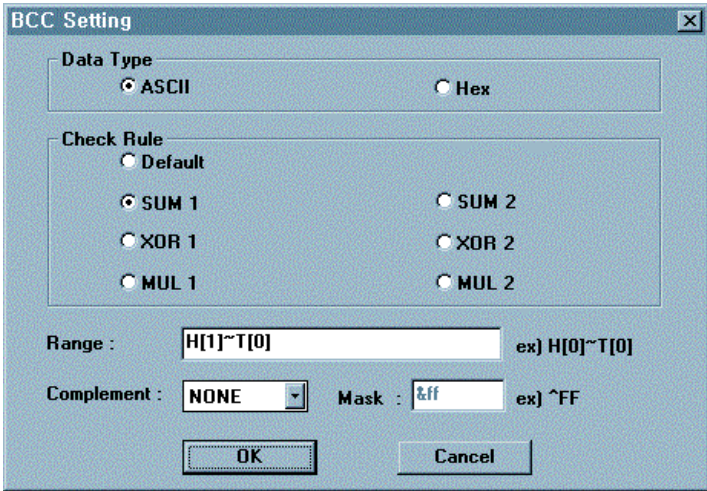 BCC Setting
Data Type
ASCII Hex
Check Rule
Default
SUM 1 SUM 2
XOR 1 XOR 2
MUL 1 MUL 2
Range : H[1]~T[0] ex) H[0]~T[0]
Complement : NONE Mask : &ff ex) ^FF
OK Cancel